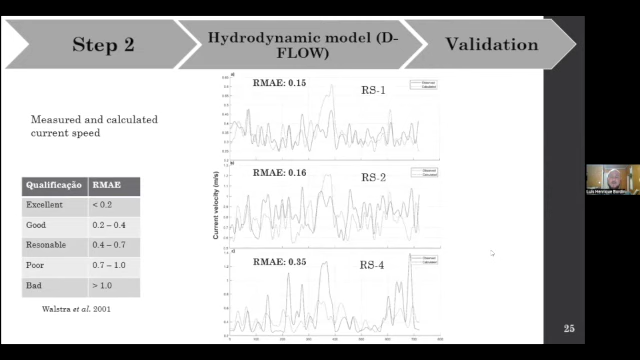 Step 2
Hydrodynamic model (D-
FLOW)
Validation
Measured and calculated
current speed
Qualificação RMAE
Excellent < 0.2
Good 0.2 – 0.4
Resonable 0.4 – 0.7
Poor 0.7 – 1.0
Bad > 1.0
Walstra et al. 2001
RMAE: 0.15
RS-1
RMAE: 0.16
RS-2
RMAE: 0.35
RS-4
Current velocity (m/s)
Luis Henrique
25